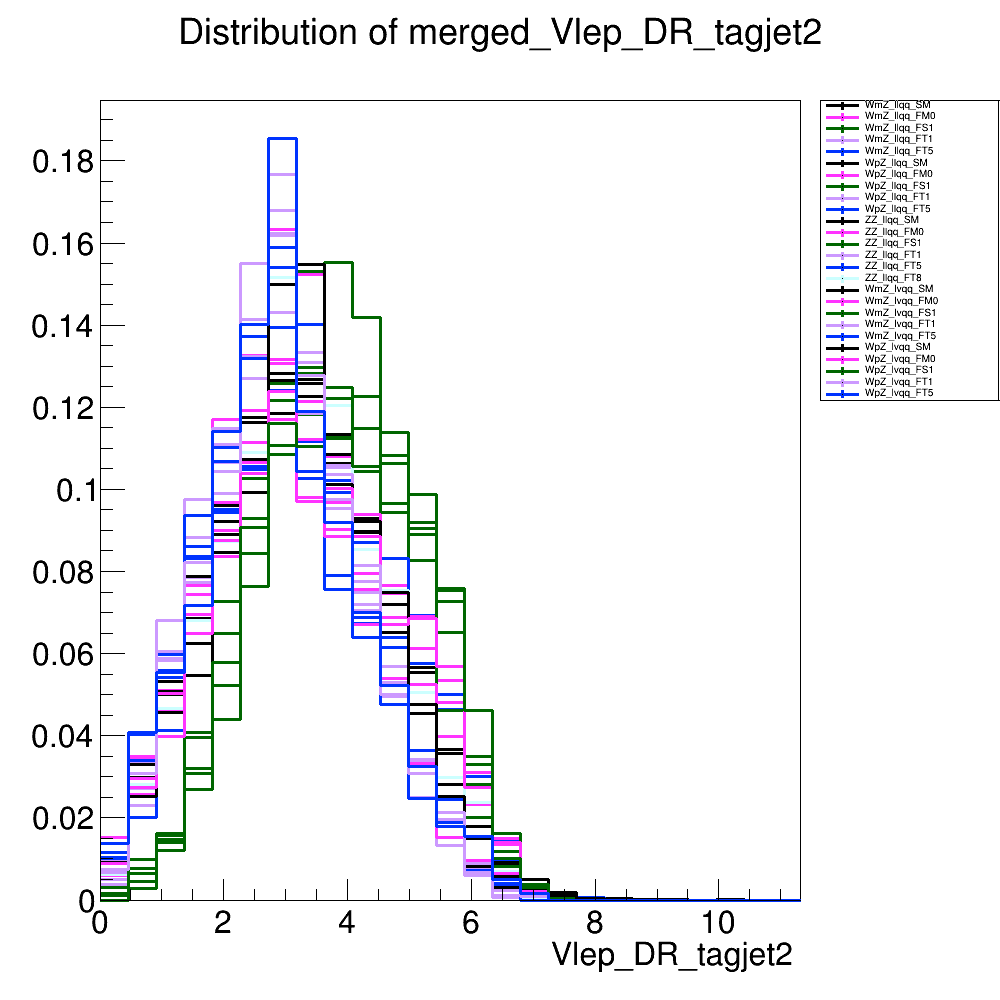 Distribution of merged_Vlep_DR_tagjet2
WmZ_llqq_SM
WmZ_llqq_FM0
WmZ_llqq_FS1
WmZ_llqq_FT1
WmZ_llqq_FT5
WpZ_llqq_SM
WpZ_llqq_FM0
WpZ_llqq_FS1
WpZ_llqq_FT1
WpZ_llqq_FT5
ZZ_llqq_SM
ZZ_llqq_FM0
ZZ_llqq_FS1
ZZ_llqq_FT1
ZZ_llqq_FT5
ZZ_llqq_FT8
WmZ_lvqq_SM
WmZ_lvqq_FM0
WmZ_lvqq_FS1
WmZ_lvqq_FT1
WmZ_lvqq_FT5
WpZ_lvqq_SM
WpZ_lvqq_FM0
WpZ_lvqq_FS1
WpZ_lvqq_FT1
WpZ_lvqq_FT5
0.18
0.16
0.14
0.12
0.1
0.08
0.06
0.04
0.02
0
0 2 4 6 8 10
Vlep_DR_tagjet2